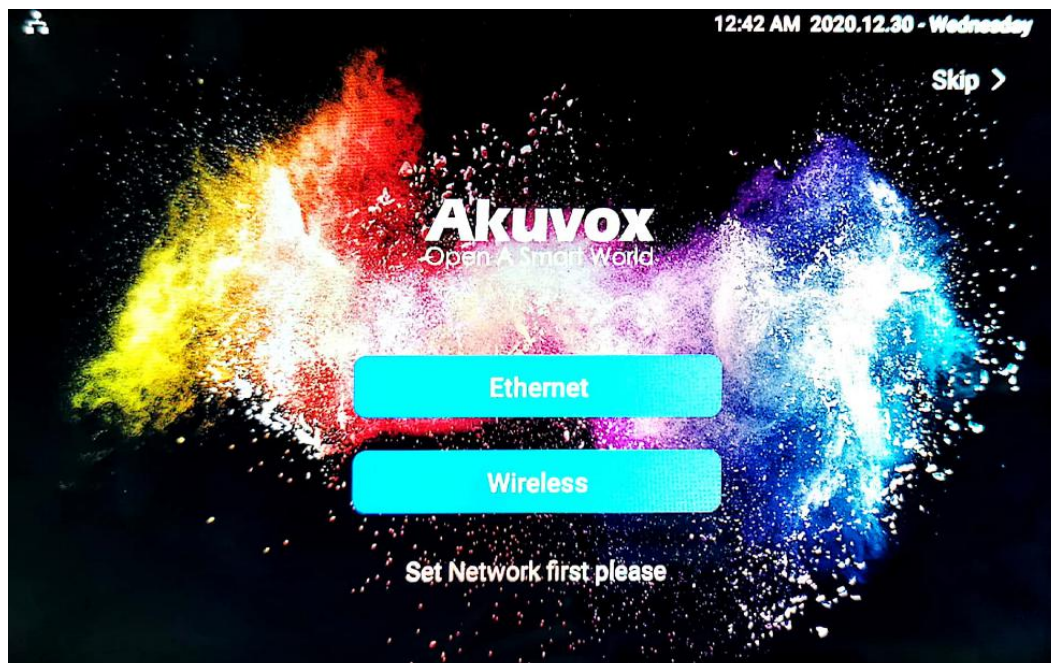 12:42 AM 2020.12.30 - Wednesday
Skip >
Akuvox
Open A Smart World
Ethernet
Wireless
Set Network first please